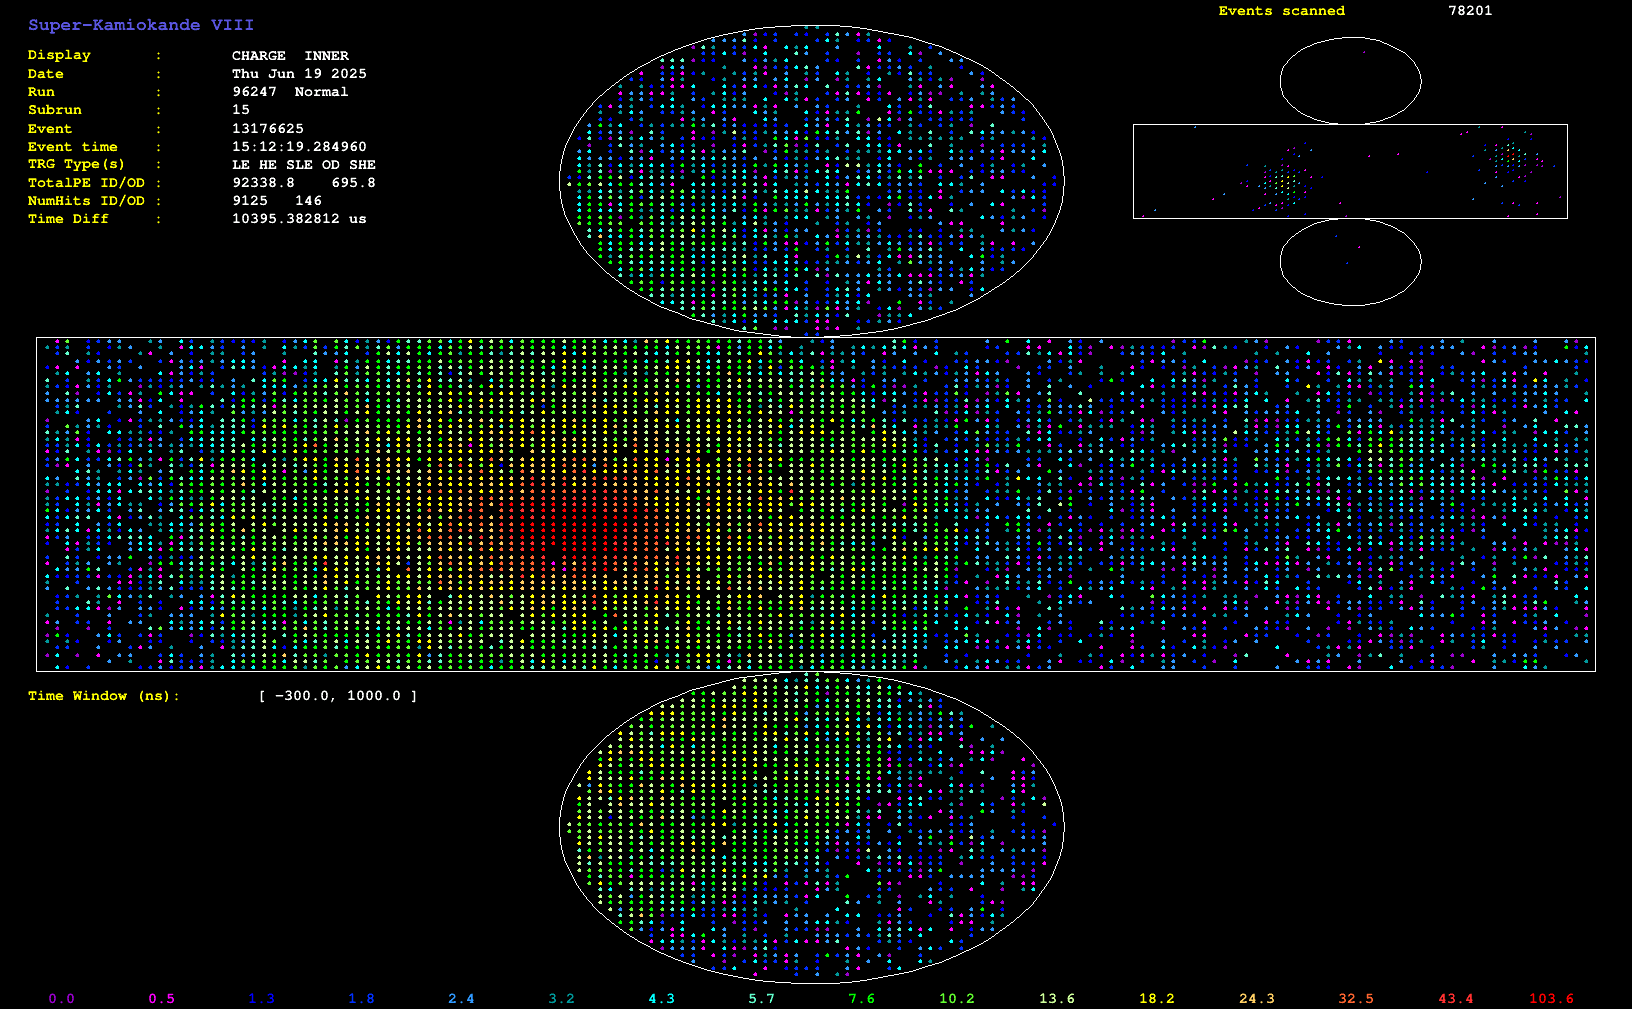 Super-Kamiokande VIII
Events scanned 78201
Display : CHARGE INNER
Date : Thu Jun 19 2025
Run : 96247 Normal
Subrun : 15
Event : 13176625
Event time : 15:12:19.284960
TRG Type(s) : LE HE SLE OD SHE
TotalPE ID/OD : 92338.8 695.8
NumHits ID/OD : 9125 146
Time Diff : 10395.382812 us
Time Window (ns): [ -300.0, 1000.0 ]
0.0 0.5 1.3 1.8 2.4 3.2 4.3 5.7 7.6 10.2 13.6 18.2 24.3 32.5 43.4 103.6